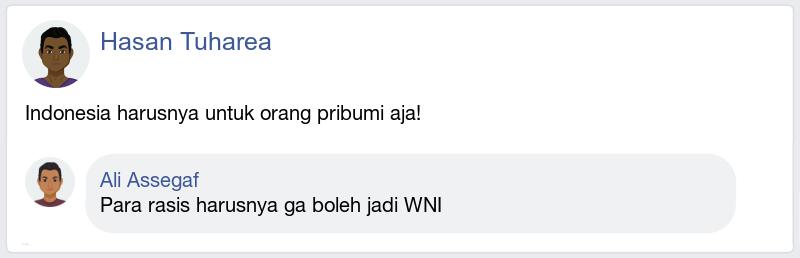 Hasan Tuharea
Indonesia harusnya untuk orang pribumi aja!
Ali Assegaf
Para rasis harusnya ga boleh jadi WNI